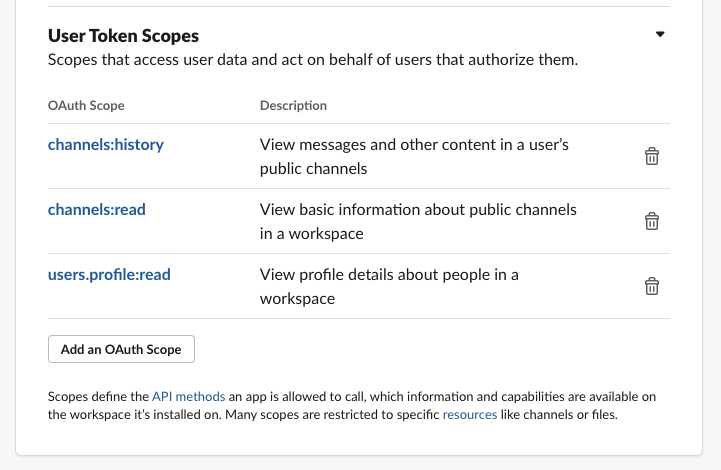 User Token Scopes
Scopes that access user data and act on behalf of users that authorize them.
OAuth Scope Description
channels:history View messages and other content in a user’s
public channels
channels:read View basic information about public channels
in a workspace
users.profile:read View profile details about people in a
workspace
Add an OAuth Scope
Scopes define the API methods an app is allowed to call, which information and capabilities are available on
the workspace it’s installed on. Many scopes are restricted to specific resources like channels or files.